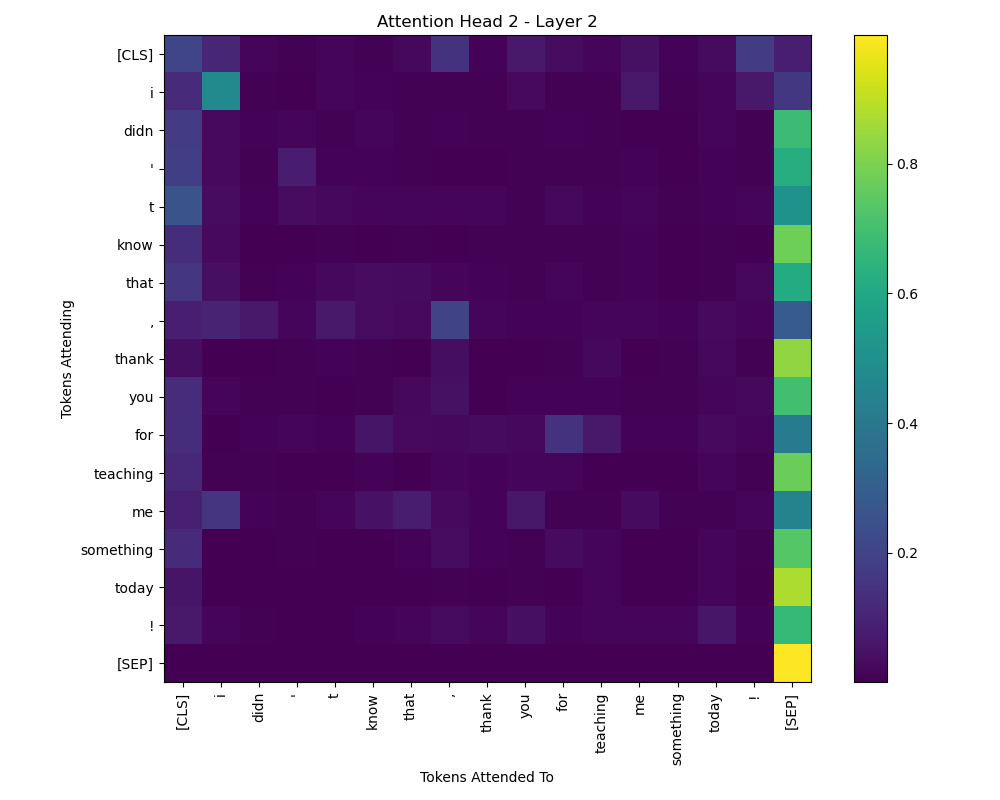 Attention Head 2 - Layer 2
Tokens Attending
[CLS]
i
didn
'
t
know
that
,
thank
you
for
teaching
me
something
today
!
[SEP]
[CLS]
i
didn
'
t
know
that
,
thank
you
for
teaching
me
something
today
!
[SEP]
Tokens Attended To
0.8
0.6
0.4
0.2